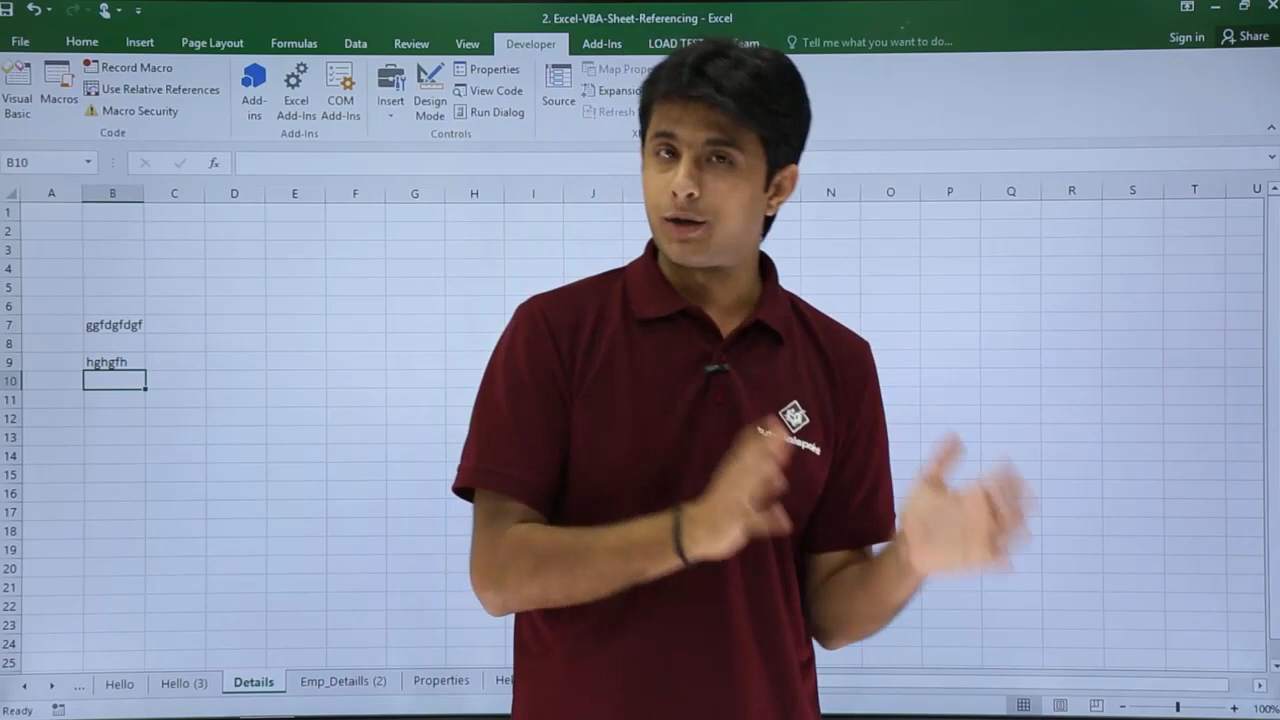 2. Excel-VBA-Sheet-Referencing - Excel
File Home Insert Page Layout Formulas Data Review View Developer Add-Ins LOAD TEST Team Tell me what you want to do... Sign in Share
Visual Basic
Macros
Record Macro
Use Relative References
Macro Security
Code
Add-ins
Excel Add-Ins
COM Add-Ins
Add-Ins
Insert
Design Mode
Properties
View Code
Run Dialog
Controls
Source
Map
Refresh
B10 fx
A B C D E F G H I J N O P Q R S T U
1
2
3
4
5
6
7 ggfdgfdgf
8
9 hghgfh
10
11
12
13
14
15
16
17
18
19
20
21
22
23
24
25
... Hello Hello (3) Details Emp_Detaills (2) Properties
Ready 100%